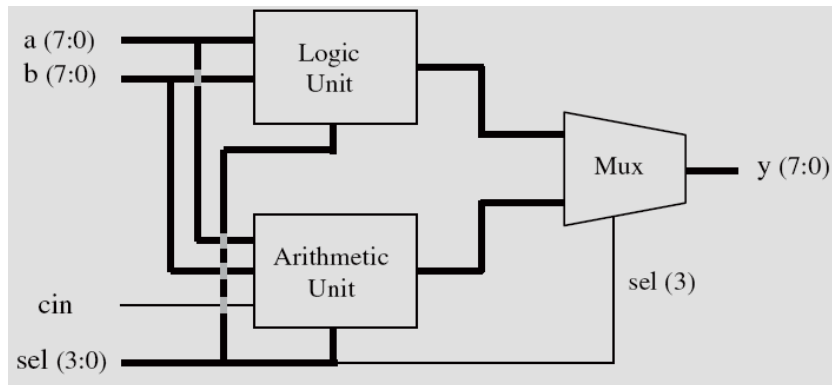 a (7:0)
b (7:0)
Logic
Unit
Mux
y (7:0)
Arithmetic
Unit
sel (3)
cin
sel (3:0)